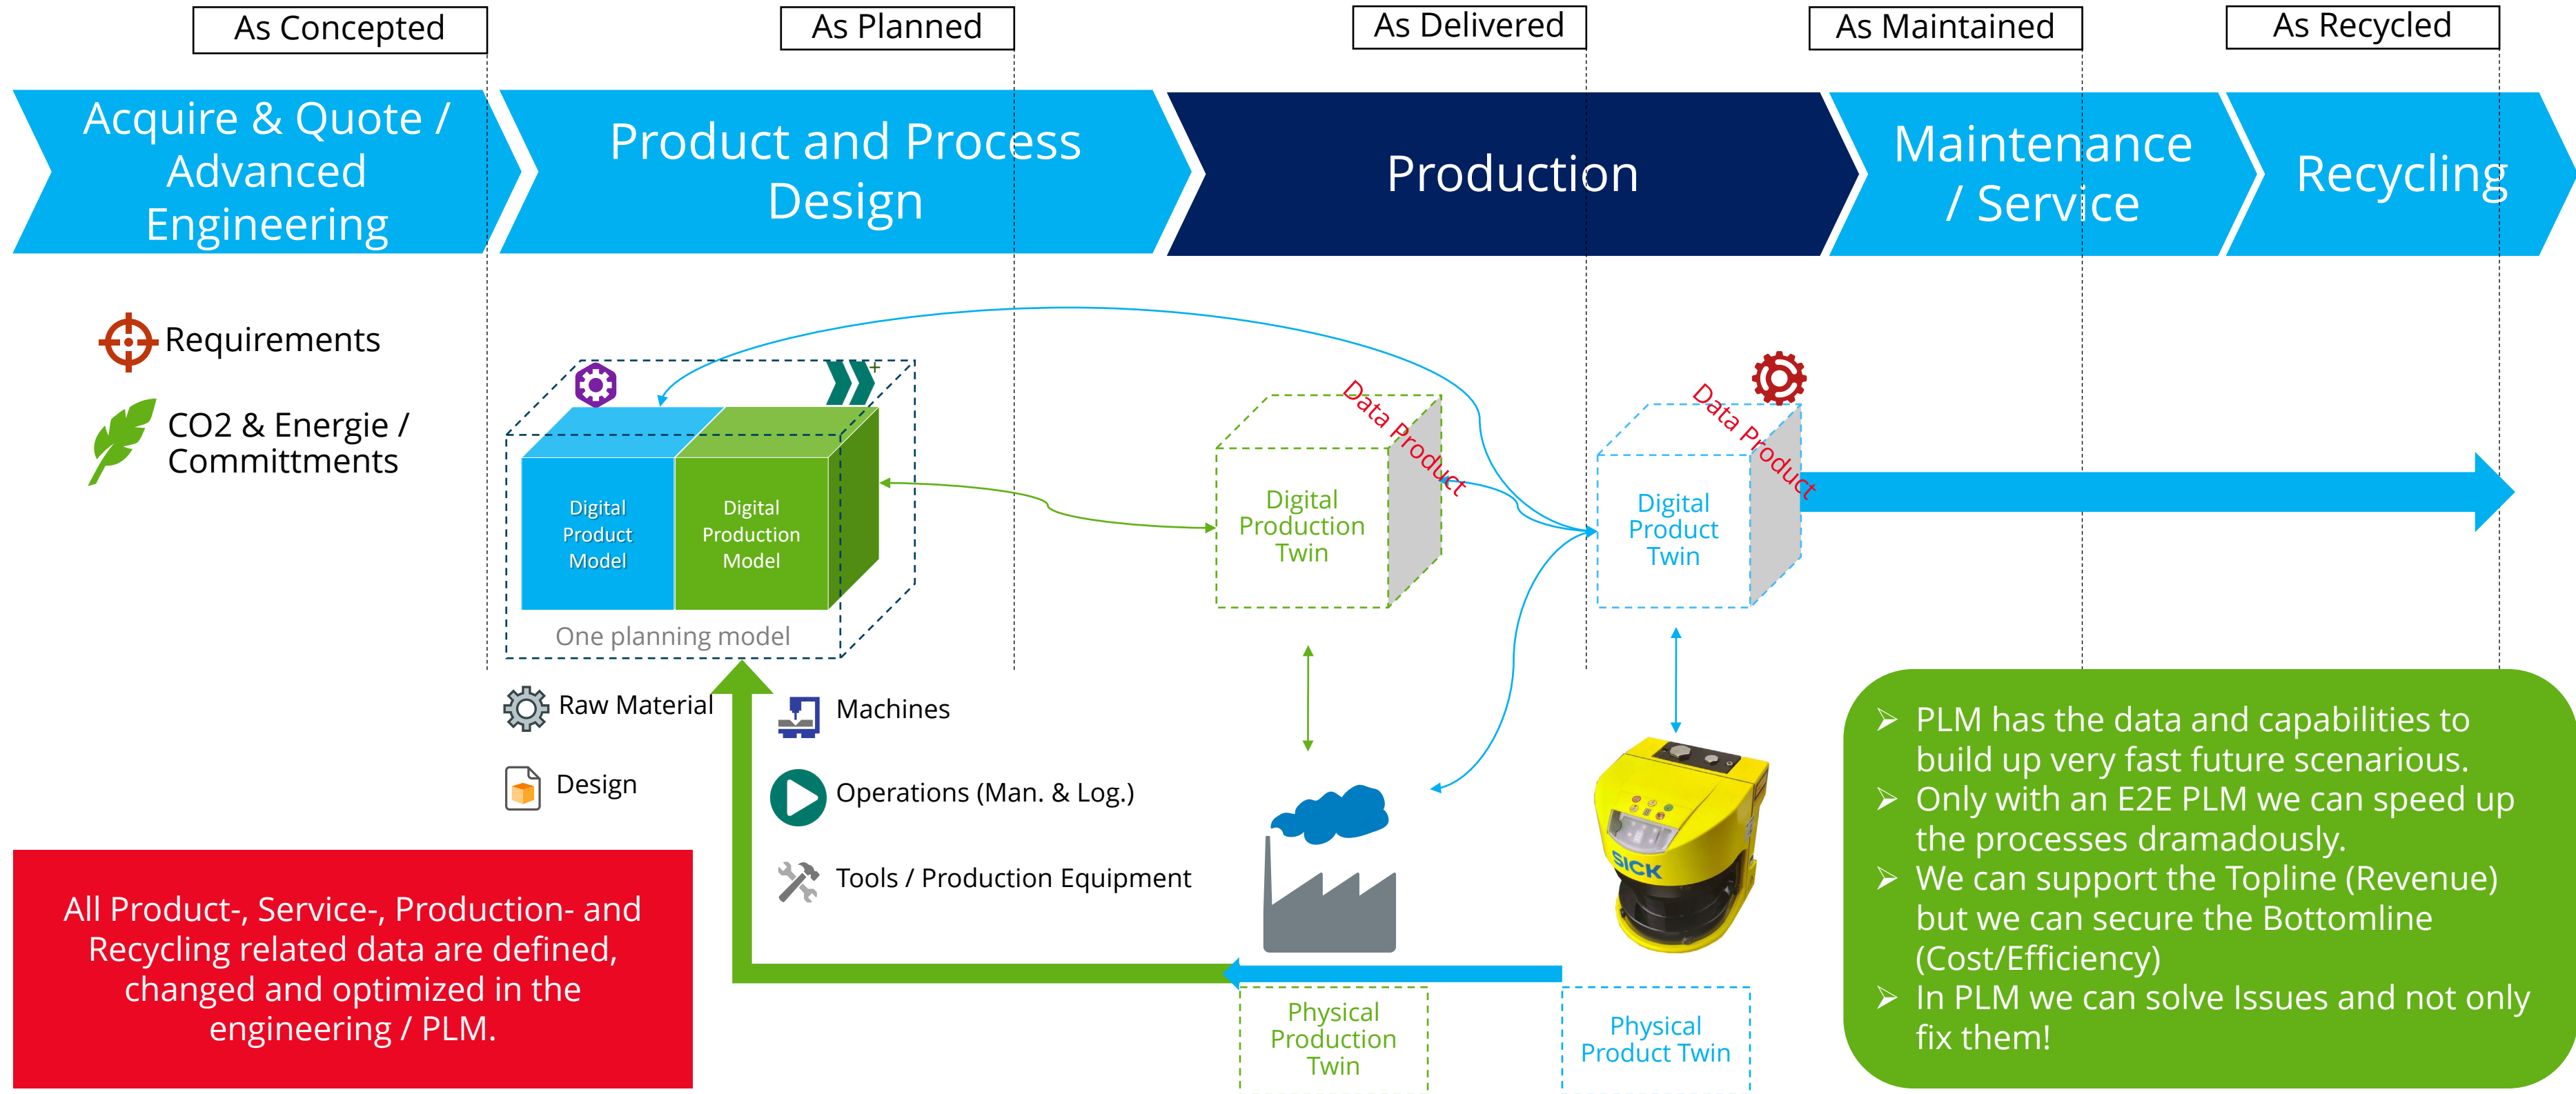 As Concepted
As Planned
As Delivered
As Maintained
As Recycled
Acquire & Quote /
Advanced
Engineering
Product and Process
Design
Production
Maintenance
/ Service
Recycling
Requirements
CO2 & Energie /
Committments
+
Digital
Product
Model
Digital
Production
Model
One planning model
Data Product
Digital
Production
Twin
Data Product
Digital
Product
Twin
Raw Material
Design
Machines
Operations (Man. & Log.)
Tools / Production Equipment
SICK
Physical
Production
Twin
Physical
Product Twin
All Product-, Service-, Production- and
Recycling related data are defined,
changed and optimized in the
engineering / PLM.
➢ PLM has the data and capabilities to
build up very fast future scenarious.
➢ Only with an E2E PLM we can speed up
the processes dramadously.
➢ We can support the Topline (Revenue)
but we can secure the Bottomline
(Cost/Efficiency)
➢ In PLM we can solve Issues and not only
fix them!